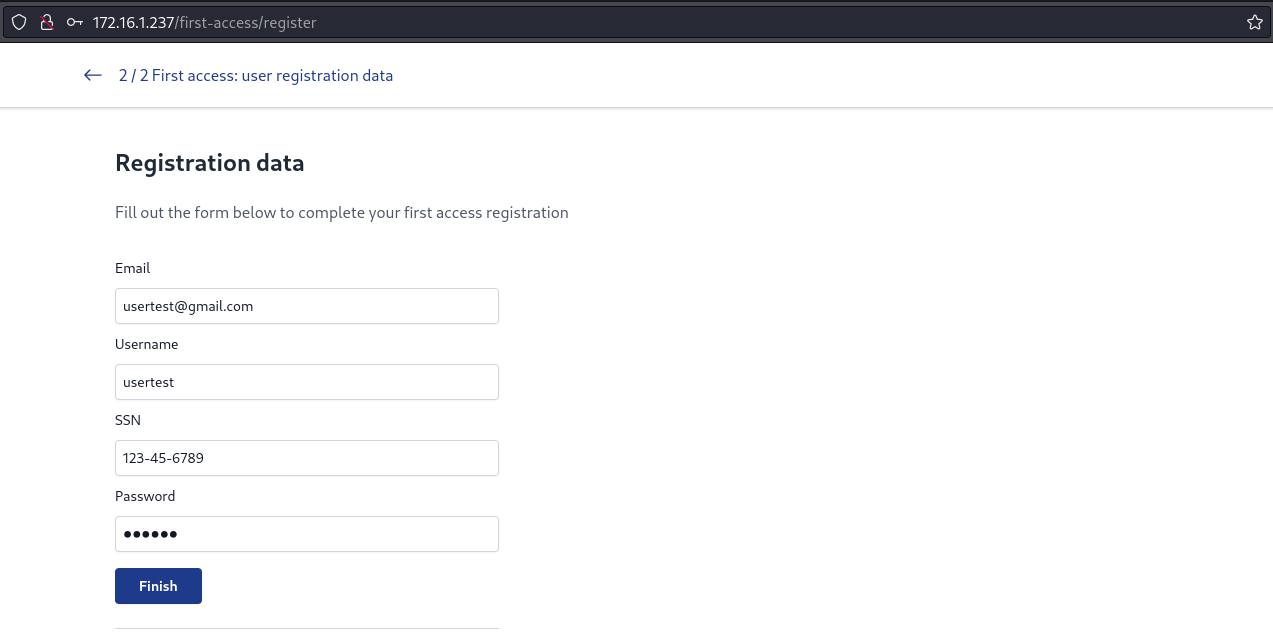 172.16.1.237/first-access/register
2 / 2 First access: user registration data
Registration data
Fill out the form below to complete your first access registration
Email
usertest@gmail.com
Username
usertest
SSN
123-45-6789
Password
●●●●●●
Finish